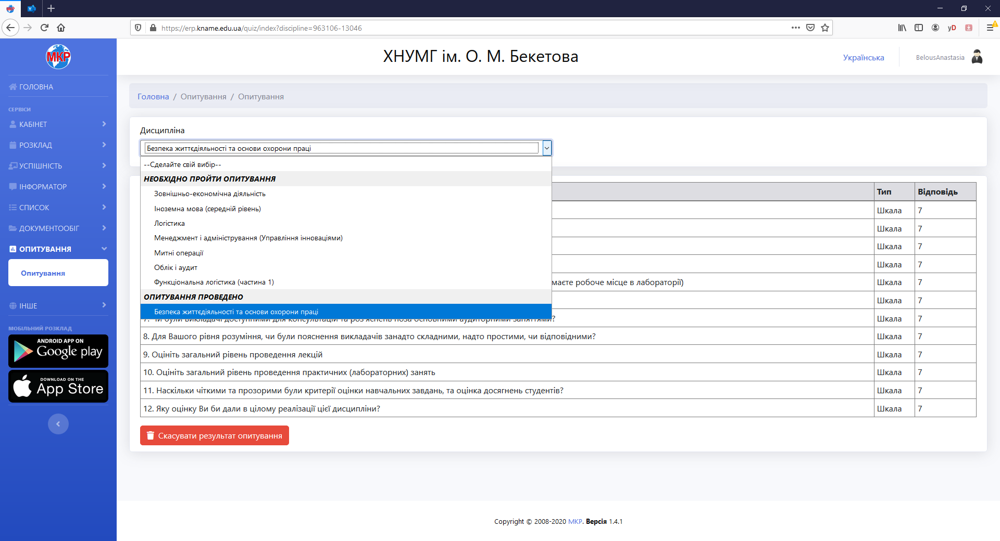 https://erp.kname.edu.ua/quiz/index?discipline=963106-13046
yD
МКР
ХНУМГ ім. О. М. Бекетова
Українська
BelousAnastasia
ГОЛОВНА
СЕРВІСИ
КАБІНЕТ
РОЗКЛАД
УСПІШНІСТЬ
ІНФОРМАТОР
СПИСОК
ДОКУМЕНТООБІГ
ОПИТУВАННЯ
Опитування
ІНШЕ
МОБІЛЬНИЙ РОЗКЛАД
ANDROID APP ON
Google play
DOWNLOAD ON THE
App Store
Головна / Опитування / Опитування
Дисципліна
Безпека життєдіяльності та основи охорони праці
--Сделайте свій вибір--
НЕОБХІДНО ПРОЙТИ ОПИТУВАННЯ
Зовнішньо-економічна діяльність
Іноземна мова (середній рівень)
Логістика
Менеджмент і адміністрування (Управління інноваціями)
Митні операції
Облік і аудит
Функціональна логістика (частина 1)
ОПИТУВАННЯ ПРОВЕДЕНО
Безпека життєдіяльності та основи охорони праці
Тип Відповідь
Шкала 7
Шкала 7
Шкала 7
Шкала 7
маєте робоче місце в лабораторії) Шкала 7
Шкала 7
7. Чи були викладачі доступними для консультацій та роз'яснень поза основними аудиторними заняттями? Шкала 7
8. Для Вашого рівня розуміння, чи були пояснення викладачів занадто складними, надто простими, чи відповідними? Шкала 7
9. Оцініть загальний рівень проведення лекцій Шкала 7
10. Оцініть загальний рівень проведення практичних (лабораторних) занять Шкала 7
11. Наскільки чіткими та прозорими були критерії оцінки навчальних завдань, та оцінка досягнень студентів? Шкала 7
12. Яку оцінку Ви би дали в цілому реалізації цієї дисципліни? Шкала 7
Скасувати результат опитування
Copyright © 2008-2020 МКР. Версія 1.4.1